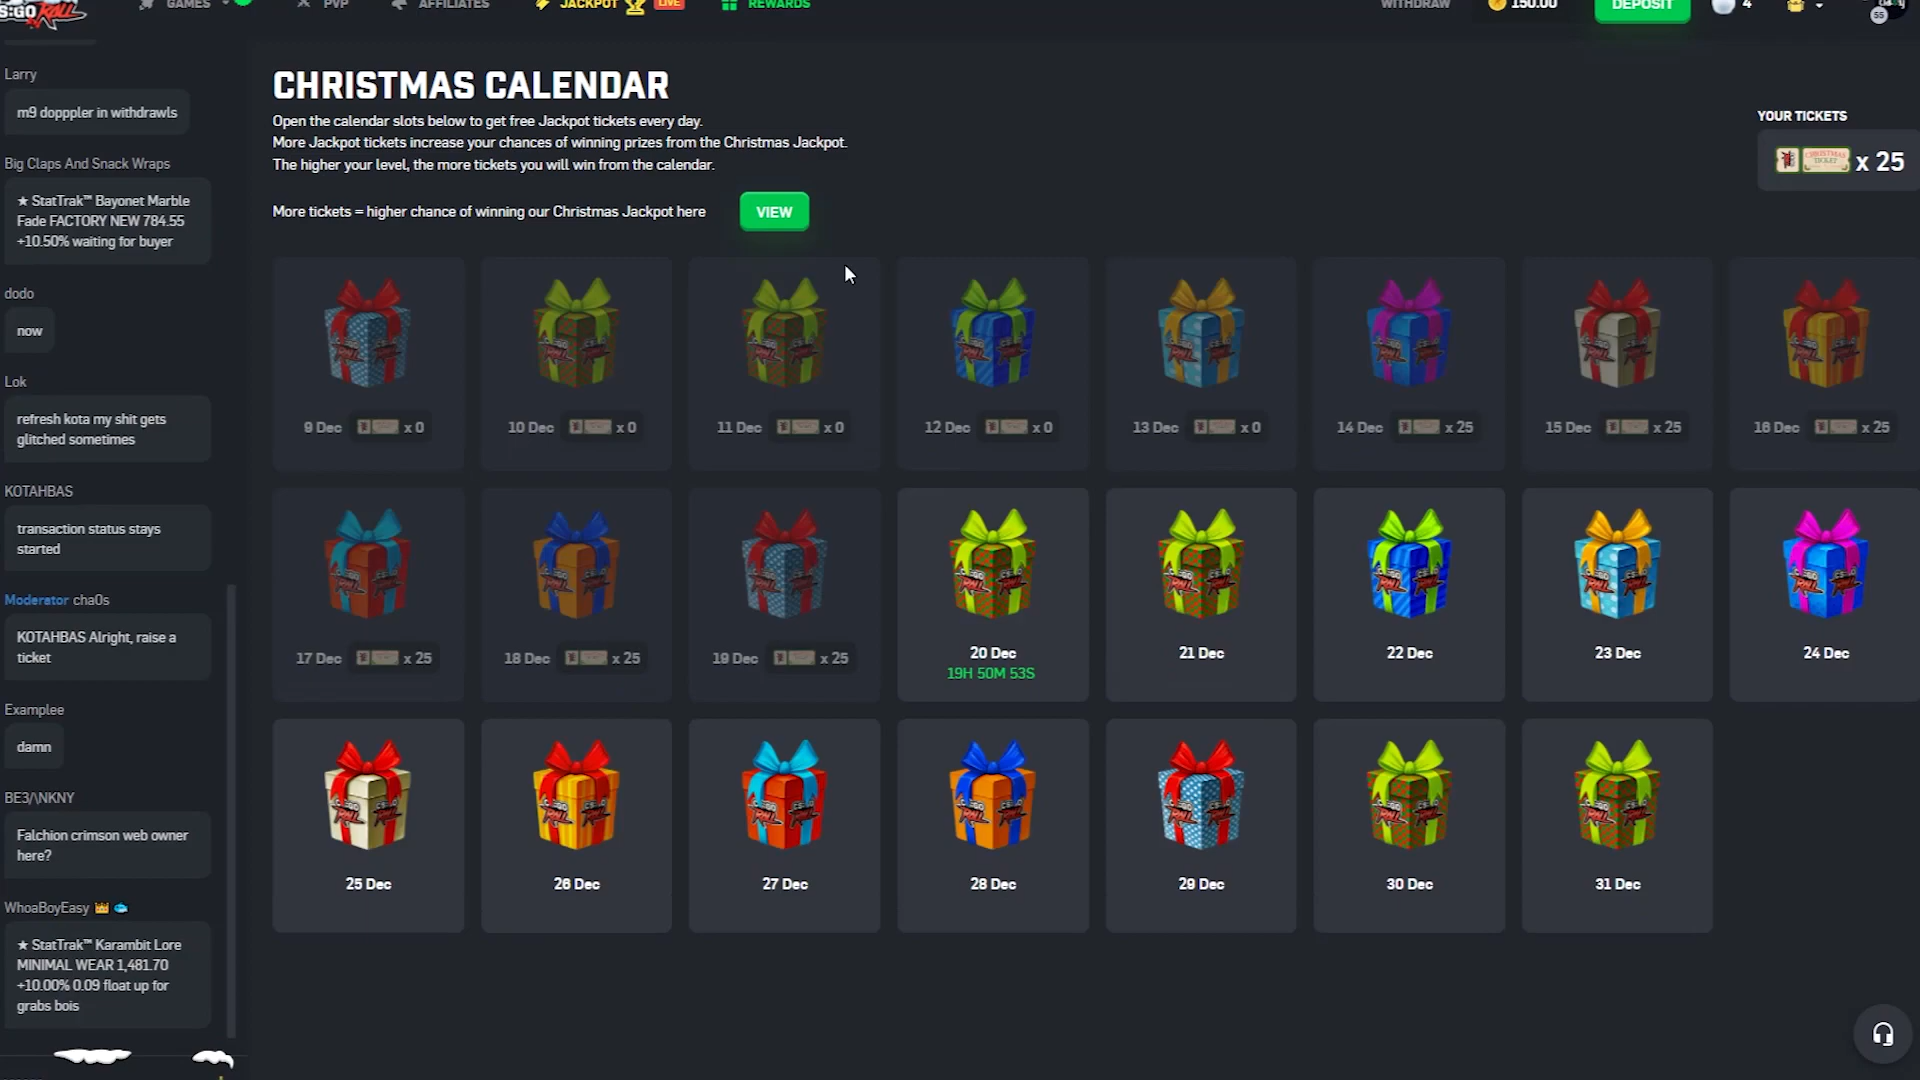 S:GO
ROLL
GAMES
PVP
AFFILIATES
JACKPOT
LIVE
REWARDS
WITHDRAW
150.00
DEPOSIT
4
55
Larry
m9 dopppler in withdrawls
Big Claps And Snack Wraps
★ StatTrak™ Bayonet Marble
Fade FACTORY NEW 784.55
+10.50% waiting for buyer
dodo
now
Lok
refresh kota my shit gets
glitched sometimes
KOTAHBAS
transaction status stays
started
Moderator cha0s
KOTAHBAS Alright, raise a
ticket
Examplee
damn
BE3/\NKNY
Falchion crimson web owner
here?
WhoaBoyEasy
★ StatTrak™ Karambit Lore
MINIMAL WEAR 1,481.70
+10.00% 0.09 float up for
grabs bois
CHRISTMAS CALENDAR
Open the calendar slots below to get free Jackpot tickets every day.
More Jackpot tickets increase your chances of winning prizes from the Christmas Jackpot.
The higher your level, the more tickets you will win from the calendar.
More tickets = higher chance of winning our Christmas Jackpot here
VIEW
YOUR TICKETS
CHRISTMAS
TICKET
x 25
9 Dec x 0
10 Dec x 0
11 Dec x 0
12 Dec x 0
13 Dec x 0
14 Dec x 25
15 Dec x 25
16 Dec x 25
17 Dec x 25
18 Dec x 25
19 Dec x 25
20 Dec
19H 50M 53S
21 Dec
22 Dec
23 Dec
24 Dec
25 Dec
26 Dec
27 Dec
28 Dec
29 Dec
30 Dec
31 Dec